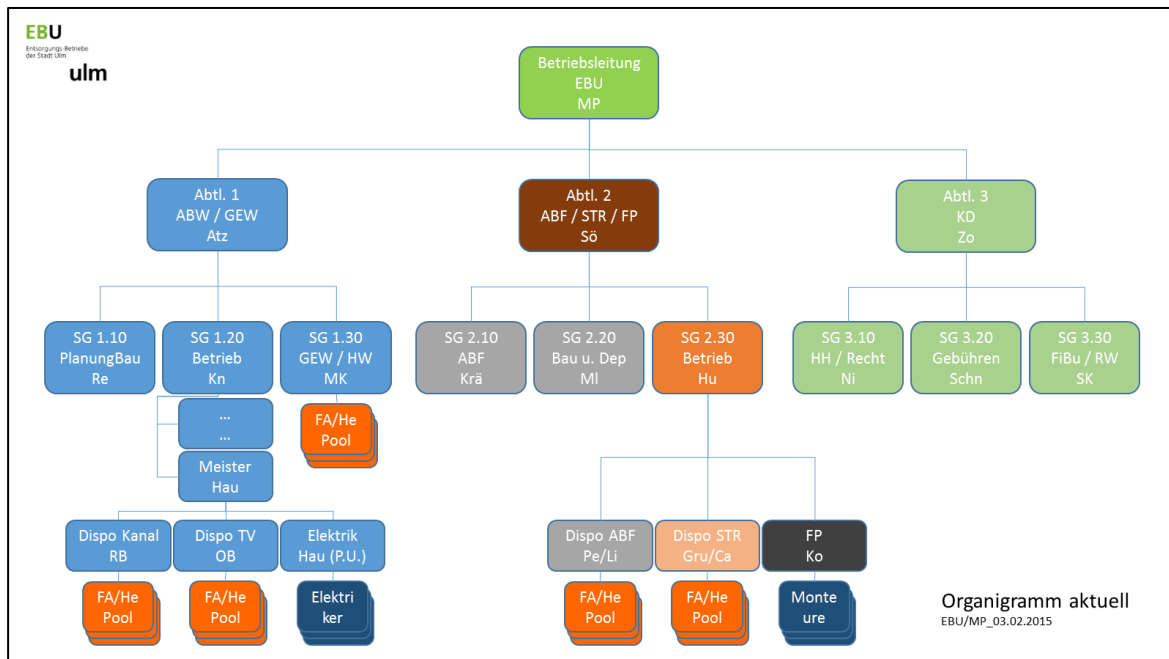 EBU
Entsorgungs-Betriebe
der Stadt Ulm
ulm
Betriebsleitung
EBU
MP
Abtl. 1
ABW / GEW
Atz
Abtl. 2
ABF / STR / FP
Sö
Abtl. 3
KD
Zo
SG 1.10
PlanungBau
Re
SG 1.20
Betrieb
Kn
SG 1.30
GEW / HW
MK
SG 2.10
ABF
Krä
SG 2.20
Bau u. Dep
Ml
SG 2.30
Betrieb
Hu
SG 3.10
HH / Recht
Ni
SG 3.20
Gebühren
Schn
SG 3.30
FiBu / RW
SK
...
...
FA/He
Pool
Meister
Hau
Dispo Kanal
RB
Dispo TV
OB
Elektrik
Hau (P.U.)
Dispo ABF
Pe/Li
Dispo STR
Gru/Ca
FP
Ko
FA/He
Pool
FA/He
Pool
Elektri
ker
FA/He
Pool
FA/He
Pool
Monte
ure
Organigramm aktuell
EBU/MP_03.02.2015